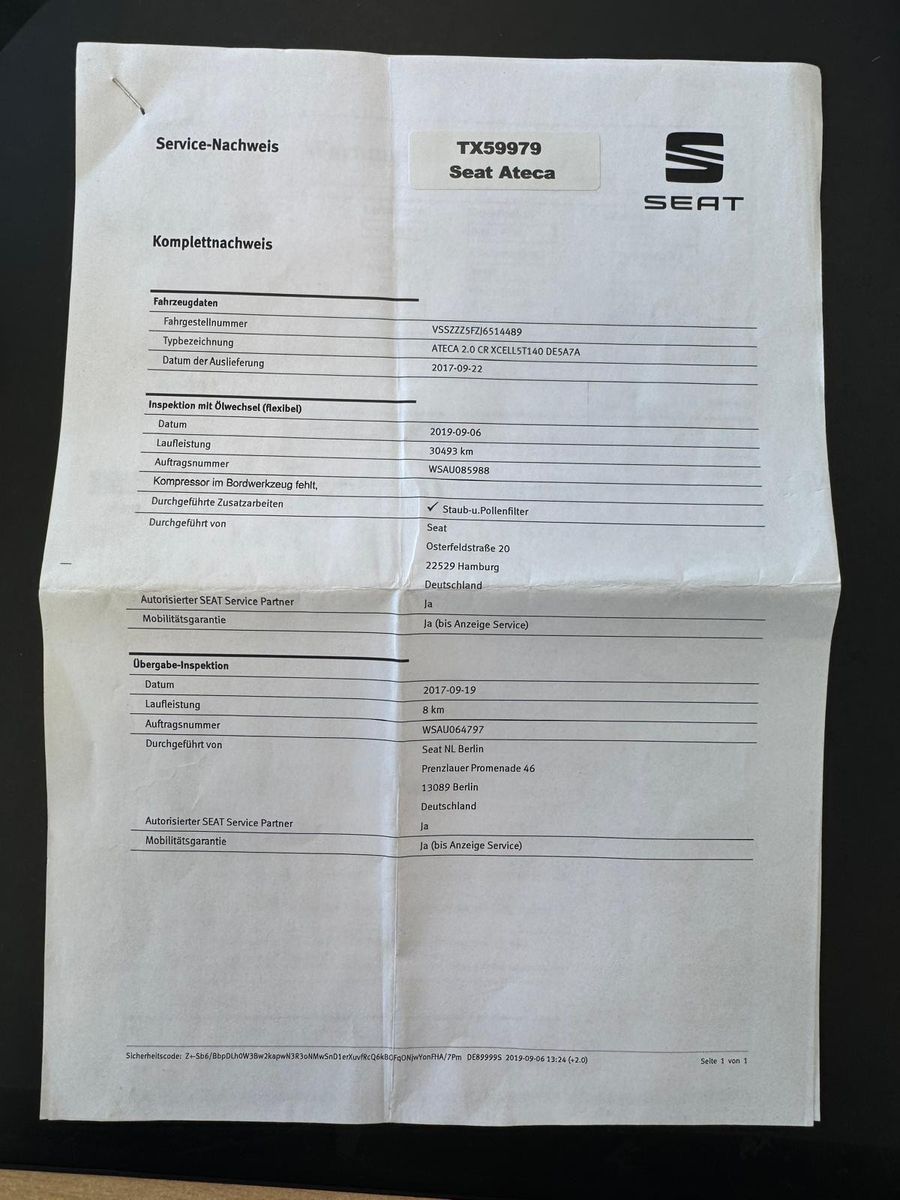 Service-Nachweis
TX59979
Seat Ateca
SEAT
Komplettnachweis
Fahrzeugdaten
Fahrgestellnummer VSSZZZ5FZJ6514489
Typbezeichnung ATECA 2.0 CR XCELL5T140 DE5A7A
Datum der Auslieferung 2017-09-22
Inspektion mit Ölwechsel (flexibel)
Datum 2019-09-06
Laufleistung 30493 km
Auftragsnummer WSAU085988
Kompressor im Bordwerkzeug fehlt,
Durchgeführte Zusatzarbeiten ✓ Staub-u.Pollenfilter
Durchgeführt von Seat
Osterfeldstraße 20
22529 Hamburg
Deutschland
Autorisierter SEAT Service Partner Ja
Mobilitätsgarantie Ja (bis Anzeige Service)
Übergabe-Inspektion
Datum 2017-09-19
Laufleistung 8 km
Auftragsnummer WSAU064797
Durchgeführt von Seat NL Berlin
Prenzlauer Promenade 46
13089 Berlin
Deutschland
Autorisierter SEAT Service Partner Ja
Mobilitätsgarantie Ja (bis Anzeige Service)
Sicherheitscode: DE89999S 2019-09-06 13:24 (+2.0) Seite 1 von 1